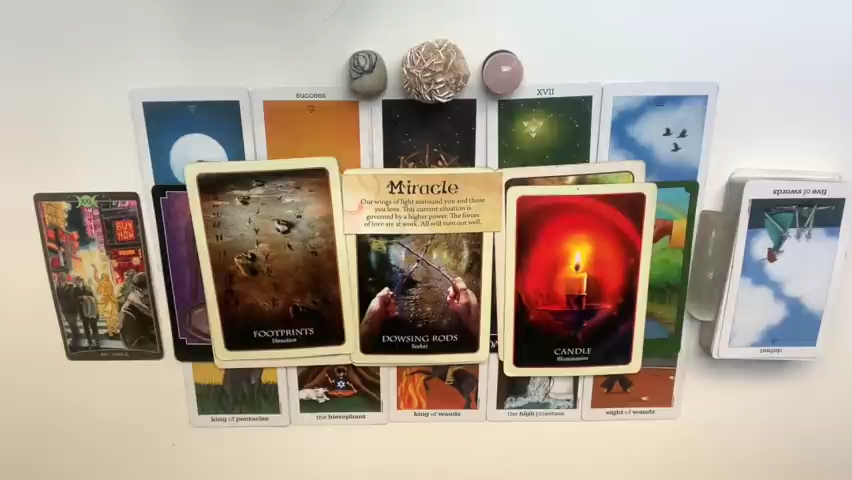 success
XVII
five of swords
Miracle
Our wings of light surround you and those
you love. This current situation is
governed by a higher power. The forces
of love are at work. All will turn out well.
BUY
NOW
FOOTPRINTS
Direction
DOWSING RODS
Seeker
CANDLE
Illumination
defeat
king of pentacles
the hierophant
king of wands
the high priestess
eight of wands